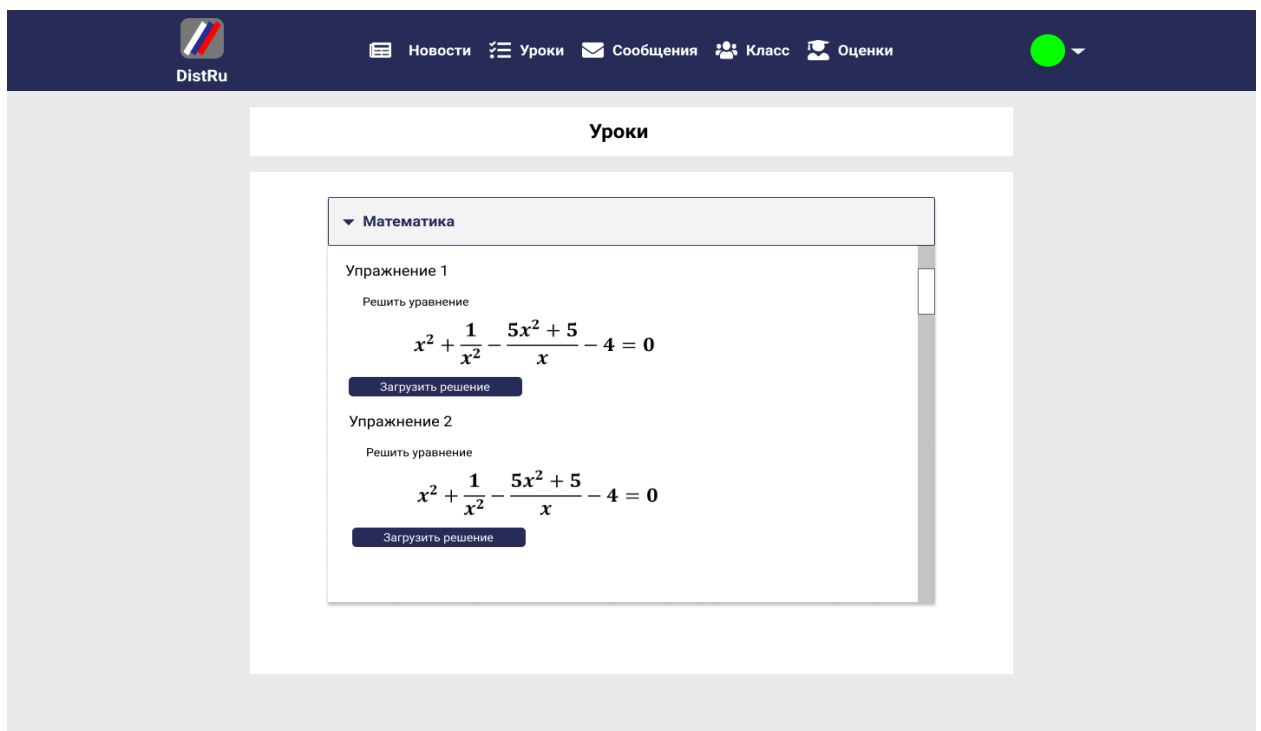 DistRu
Новости Уроки Сообщения Класс Оценки
Уроки
Математика
Упражнение 1
Решить уравнение
x² + 1/x² − (5x² + 5)/x − 4 = 0
Загрузить решение
Упражнение 2
Решить уравнение
x² + 1/x² − (5x² + 5)/x − 4 = 0
Загрузить решение